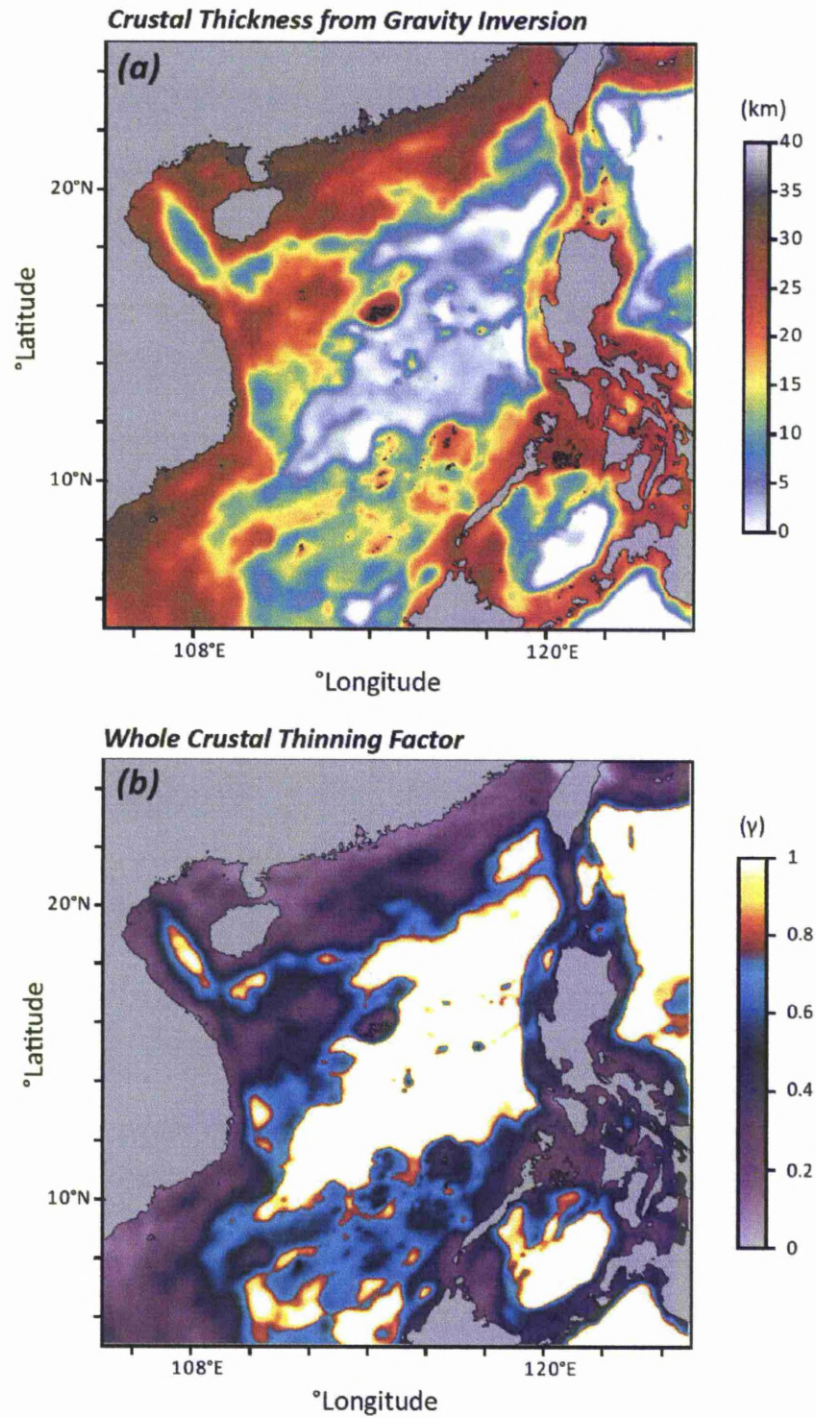 Crustal Thickness from Gravity Inversion
(a)
(km)
40
35
30
25
20
15
10
5
0
20°N
10°N
°Latitude
108°E
120°E
°Longitude
Whole Crustal Thinning Factor
(b)
(γ)
1
0.8
0.6
0.4
0.2
0
20°N
10°N
°Latitude
108°E
120°E
°Longitude